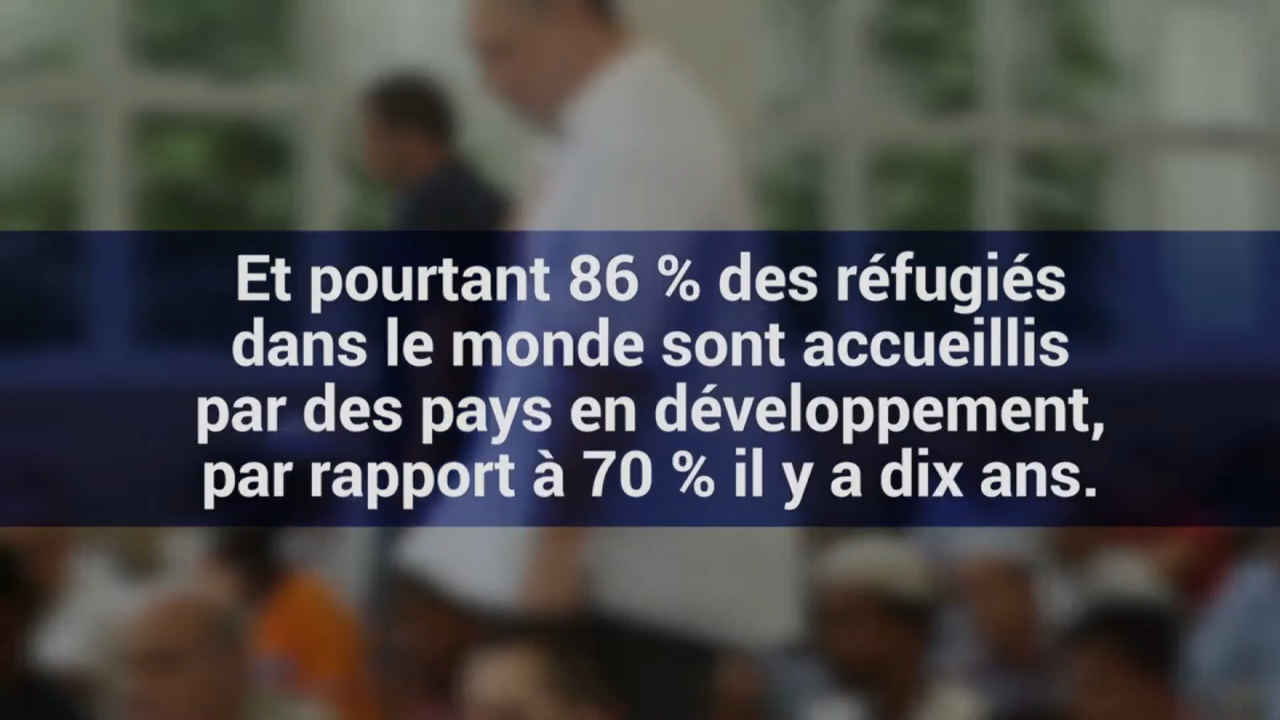 Et pourtant 86 % des réfugiés
dans le monde sont accueillis
par des pays en développement,
par rapport à 70 % il y a dix ans.